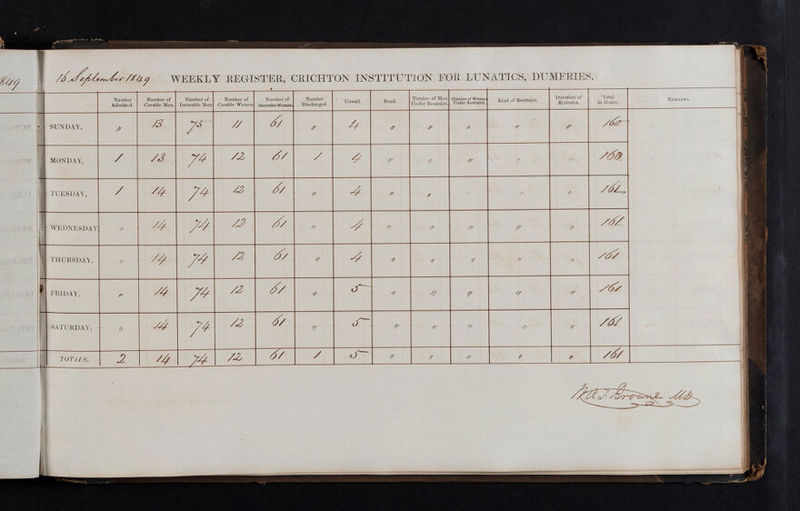 849
16 September 1849 WEEKLY REGISTER, CRICHTON INSTITUTION FOR LUNATICS, DUMFRIES.
Number Admitted. Number of Curable Men. Number of Incurable Men. Number of Curable Women. Number of Incurable Women. Number Discharged. Unwell. Dead. Number of Men Under Restraint. Number of Women Under Restraint. Kind of Restraint. Duration of Restraint. Total in House. REMARKS.
SUNDAY, " 13 75 11 61 " 4 " " " " " 160
MONDAY, 1 13 74 12 61 1 4 " " " " " 160
TUESDAY, 1 14 74 12 61 " 4 " " " " 161
WEDNESDAY, " 14 74 12 61 " 4 " " " " " 161
THURSDAY, " 14 74 12 61 " 4 " " " " " 161
FRIDAY, " 14 74 12 61 " 5 " " " " " 161
SATURDAY, " 14 74 12 61 " 5 " " " " " 161
TOTALS, 2 14 74 12 61 1 5 " " " " " 161
W.A.F. Browne MD